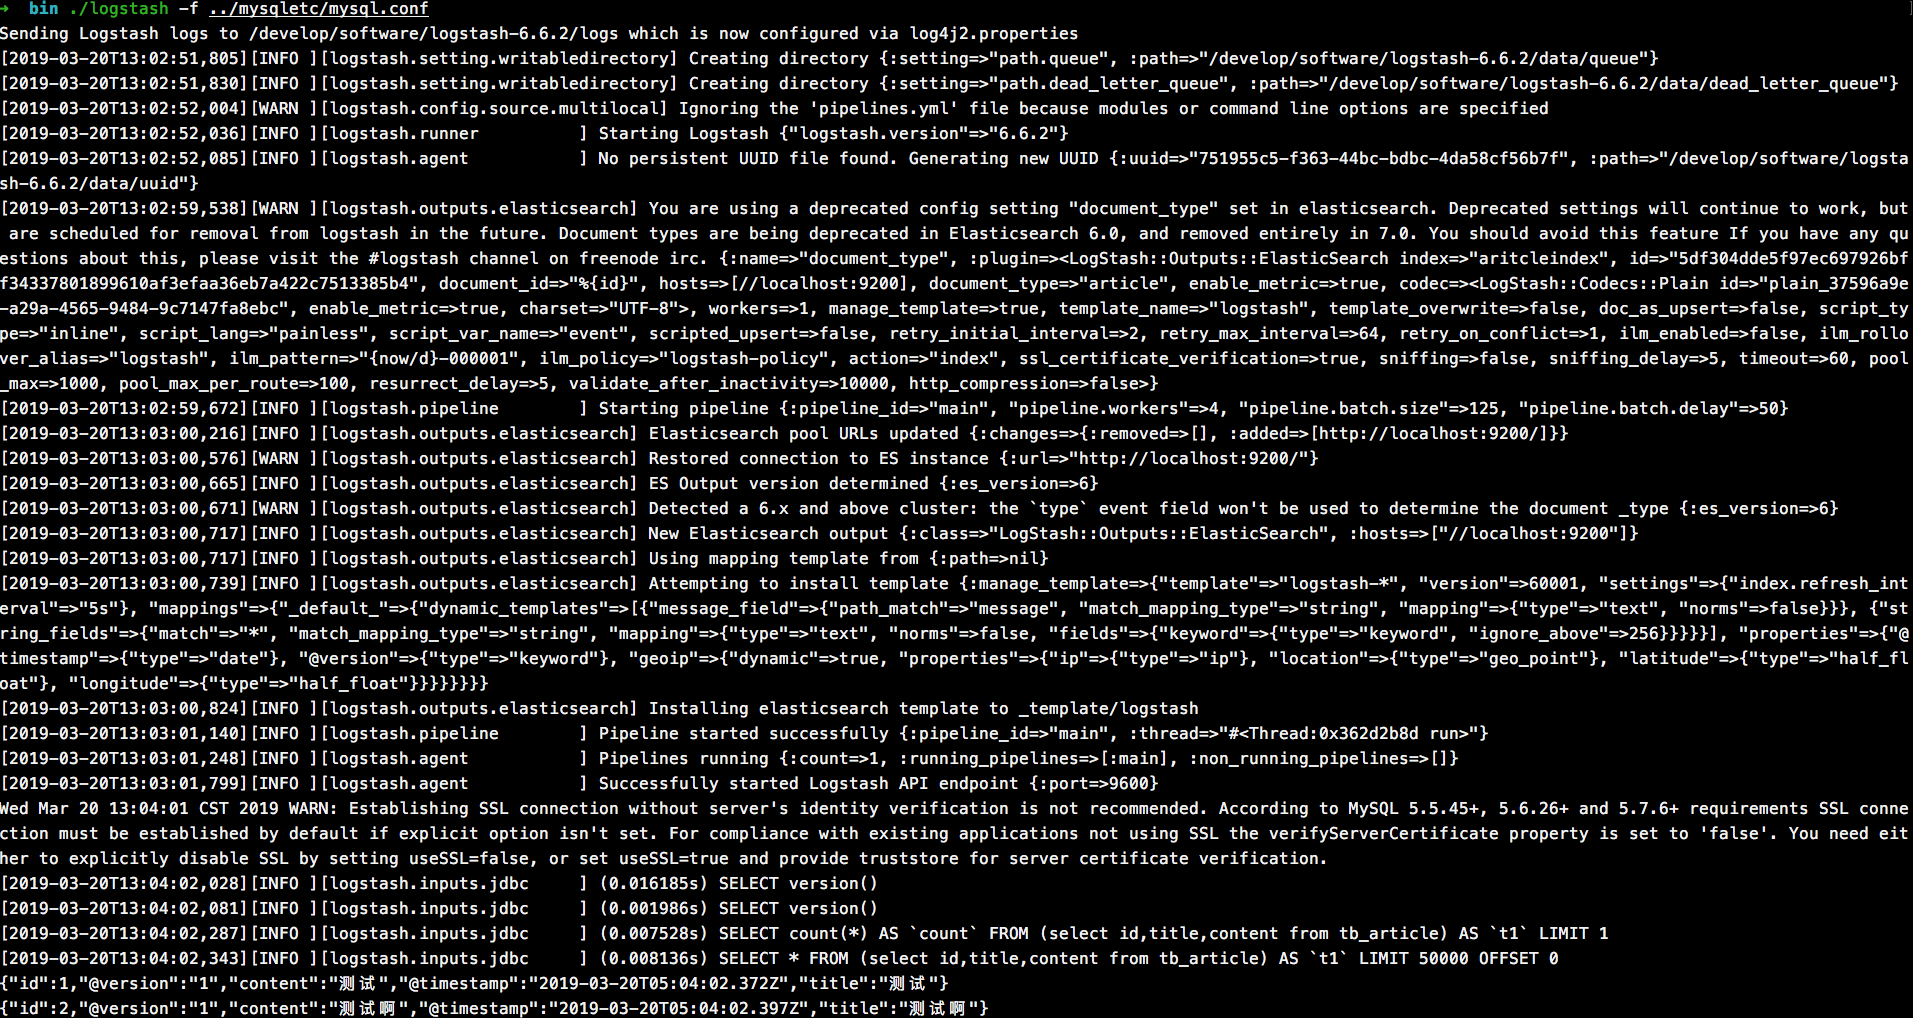 ➜  bin ./logstash -f ../mysqletc/mysql.conf
Sending Logstash logs to /develop/software/logstash-6.6.2/logs which is now configured via log4j2.properties
[2019-03-20T13:02:51,805][INFO ][logstash.setting.writabledirectory] Creating directory {:setting=>"path.queue", :path=>"/develop/software/logstash-6.6.2/data/queue"}
[2019-03-20T13:02:51,830][INFO ][logstash.setting.writabledirectory] Creating directory {:setting=>"path.dead_letter_queue", :path=>"/develop/software/logstash-6.6.2/data/dead_letter_queue"}
[2019-03-20T13:02:52,004][WARN ][logstash.config.source.multilocal] Ignoring the 'pipelines.yml' file because modules or command line options are specified
[2019-03-20T13:02:52,036][INFO ][logstash.runner          ] Starting Logstash {"logstash.version"=>"6.6.2"}
[2019-03-20T13:02:52,085][INFO ][logstash.agent           ] No persistent UUID file found. Generating new UUID {:uuid=>"751955c5-f363-44bc-bdbc-4da58cf56b7f", :path=>"/develop/software/logsta
sh-6.6.2/data/uuid"}
[2019-03-20T13:02:59,538][WARN ][logstash.outputs.elasticsearch] You are using a deprecated config setting "document_type" set in elasticsearch. Deprecated settings will continue to work, but
 are scheduled for removal from logstash in the future. Document types are being deprecated in Elasticsearch 6.0, and removed entirely in 7.0. You should avoid this feature If you have any qu
estions about this, please visit the #logstash channel on freenode irc. {:name=>"document_type", :plugin=><LogStash::Outputs::ElasticSearch index=>"aritcleindex", id=>"5df304dde5f97ec697926bf
f34337801899610af3efaa36eb7a422c7513385b4", document_id=>"%{id}", hosts=>[//localhost:9200], document_type=>"article", enable_metric=>true, codec=><LogStash::Codecs::Plain id=>"plain_37596a9e
-a29a-4565-9484-9c7147fa8ebc", enable_metric=>true, charset=>"UTF-8">, workers=>1, manage_template=>true, template_name=>"logstash", template_overwrite=>false, doc_as_upsert=>false, script_ty
pe=>"inline", script_lang=>"painless", script_var_name=>"event", scripted_upsert=>false, retry_initial_interval=>2, retry_max_interval=>64, retry_on_conflict=>1, ilm_enabled=>false, ilm_rollo
ver_alias=>"logstash", ilm_pattern=>"{now/d}-000001", ilm_policy=>"logstash-policy", action=>"index", ssl_certificate_verification=>true, sniffing=>false, sniffing_delay=>5, timeout=>60, pool
_max=>1000, pool_max_per_route=>100, resurrect_delay=>5, validate_after_inactivity=>10000, http_compression=>false>}
[2019-03-20T13:02:59,672][INFO ][logstash.pipeline        ] Starting pipeline {:pipeline_id=>"main", "pipeline.workers"=>4, "pipeline.batch.size"=>125, "pipeline.batch.delay"=>50}
[2019-03-20T13:03:00,216][INFO ][logstash.outputs.elasticsearch] Elasticsearch pool URLs updated {:changes=>{:removed=>[], :added=>[http://localhost:9200/]}}
[2019-03-20T13:03:00,576][WARN ][logstash.outputs.elasticsearch] Restored connection to ES instance {:url=>"http://localhost:9200/"}
[2019-03-20T13:03:00,665][INFO ][logstash.outputs.elasticsearch] ES Output version determined {:es_version=>6}
[2019-03-20T13:03:00,671][WARN ][logstash.outputs.elasticsearch] Detected a 6.x and above cluster: the `type` event field won't be used to determine the document _type {:es_version=>6}
[2019-03-20T13:03:00,717][INFO ][logstash.outputs.elasticsearch] New Elasticsearch output {:class=>"LogStash::Outputs::ElasticSearch", :hosts=>["//localhost:9200"]}
[2019-03-20T13:03:00,717][INFO ][logstash.outputs.elasticsearch] Using mapping template from {:path=>nil}
[2019-03-20T13:03:00,739][INFO ][logstash.outputs.elasticsearch] Attempting to install template {:manage_template=>{"template"=>"logstash-*", "version"=>60001, "settings"=>{"index.refresh_int
erval"=>"5s"}, "mappings"=>{"_default_"=>{"dynamic_templates"=>[{"message_field"=>{"path_match"=>"message", "match_mapping_type"=>"string", "mapping"=>{"type"=>"text", "norms"=>false}}}, {"st
ring_fields"=>{"match"=>"*", "match_mapping_type"=>"string", "mapping"=>{"type"=>"text", "norms"=>false, "fields"=>{"keyword"=>{"type"=>"keyword", "ignore_above"=>256}}}}}], "properties"=>{"@
timestamp"=>{"type"=>"date"}, "@version"=>{"type"=>"keyword"}, "geoip"=>{"dynamic"=>true, "properties"=>{"ip"=>{"type"=>"ip"}, "location"=>{"type"=>"geo_point"}, "latitude"=>{"type"=>"half_fl
oat"}, "longitude"=>{"type"=>"half_float"}}}}}}}}
[2019-03-20T13:03:00,824][INFO ][logstash.outputs.elasticsearch] Installing elasticsearch template to _template/logstash
[2019-03-20T13:03:01,140][INFO ][logstash.pipeline        ] Pipeline started successfully {:pipeline_id=>"main", :thread=>"#<Thread:0x362d2b8d run>"}
[2019-03-20T13:03:01,248][INFO ][logstash.agent           ] Pipelines running {:count=>1, :running_pipelines=>[:main], :non_running_pipelines=>[]}
[2019-03-20T13:03:01,799][INFO ][logstash.agent           ] Successfully started Logstash API endpoint {:port=>9600}
Wed Mar 20 13:04:01 CST 2019 WARN: Establishing SSL connection without server's identity verification is not recommended. According to MySQL 5.5.45+, 5.6.26+ and 5.7.6+ requirements SSL conne
ction must be established by default if explicit option isn't set. For compliance with existing applications not using SSL the verifyServerCertificate property is set to 'false'. You need eit
her to explicitly disable SSL by setting useSSL=false, or set useSSL=true and provide truststore for server certificate verification.
[2019-03-20T13:04:02,028][INFO ][logstash.inputs.jdbc     ] (0.016185s) SELECT version()
[2019-03-20T13:04:02,081][INFO ][logstash.inputs.jdbc     ] (0.001986s) SELECT version()
[2019-03-20T13:04:02,287][INFO ][logstash.inputs.jdbc     ] (0.007528s) SELECT count(*) AS `count` FROM (select id,title,content from tb_article) AS `t1` LIMIT 1
[2019-03-20T13:04:02,343][INFO ][logstash.inputs.jdbc     ] (0.008136s) SELECT * FROM (select id,title,content from tb_article) AS `t1` LIMIT 50000 OFFSET 0
{"id":1,"@version":"1","content":"测试","@timestamp":"2019-03-20T05:04:02.372Z","title":"测试"}
{"id":2,"@version":"1","content":"测试啊","@timestamp":"2019-03-20T05:04:02.397Z","title":"测试啊"}